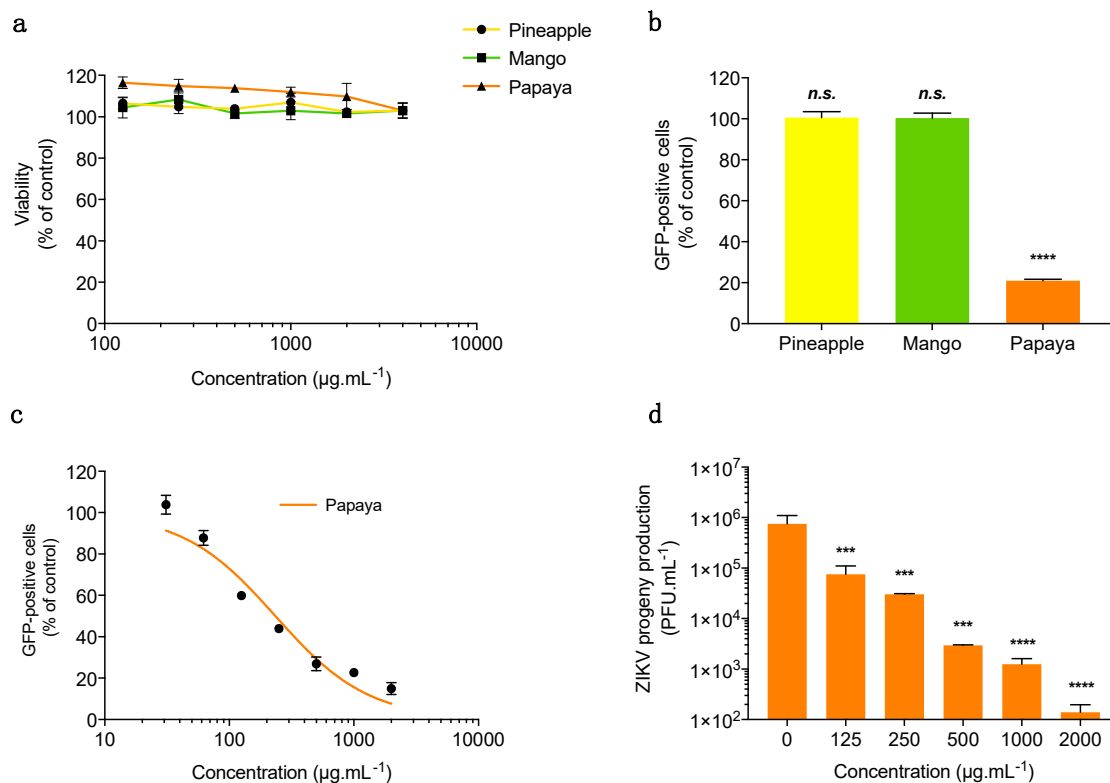 a
Pineapple
Mango
Papaya
120
100
80
60
40
20
0
100
1000
10000
Viability
(% of control)
Concentration (µg.mL⁻¹)
b
n.s.
n.s.
****
120
100
80
60
40
20
0
GFP-positive cells
(% of control)
Pineapple
Mango
Papaya
c
Papaya
120
100
80
60
40
20
0
10
100
1000
10000
GFP-positive cells
(% of control)
Concentration (µg.mL⁻¹)
d
1×10⁷
1×10⁶
1×10⁵
1×10⁴
1×10³
1×10²
***
***
***
****
****
ZIKV progeny production
(PFU.mL⁻¹)
0
125
250
500
1000
2000
Concentration (µg.mL⁻¹)